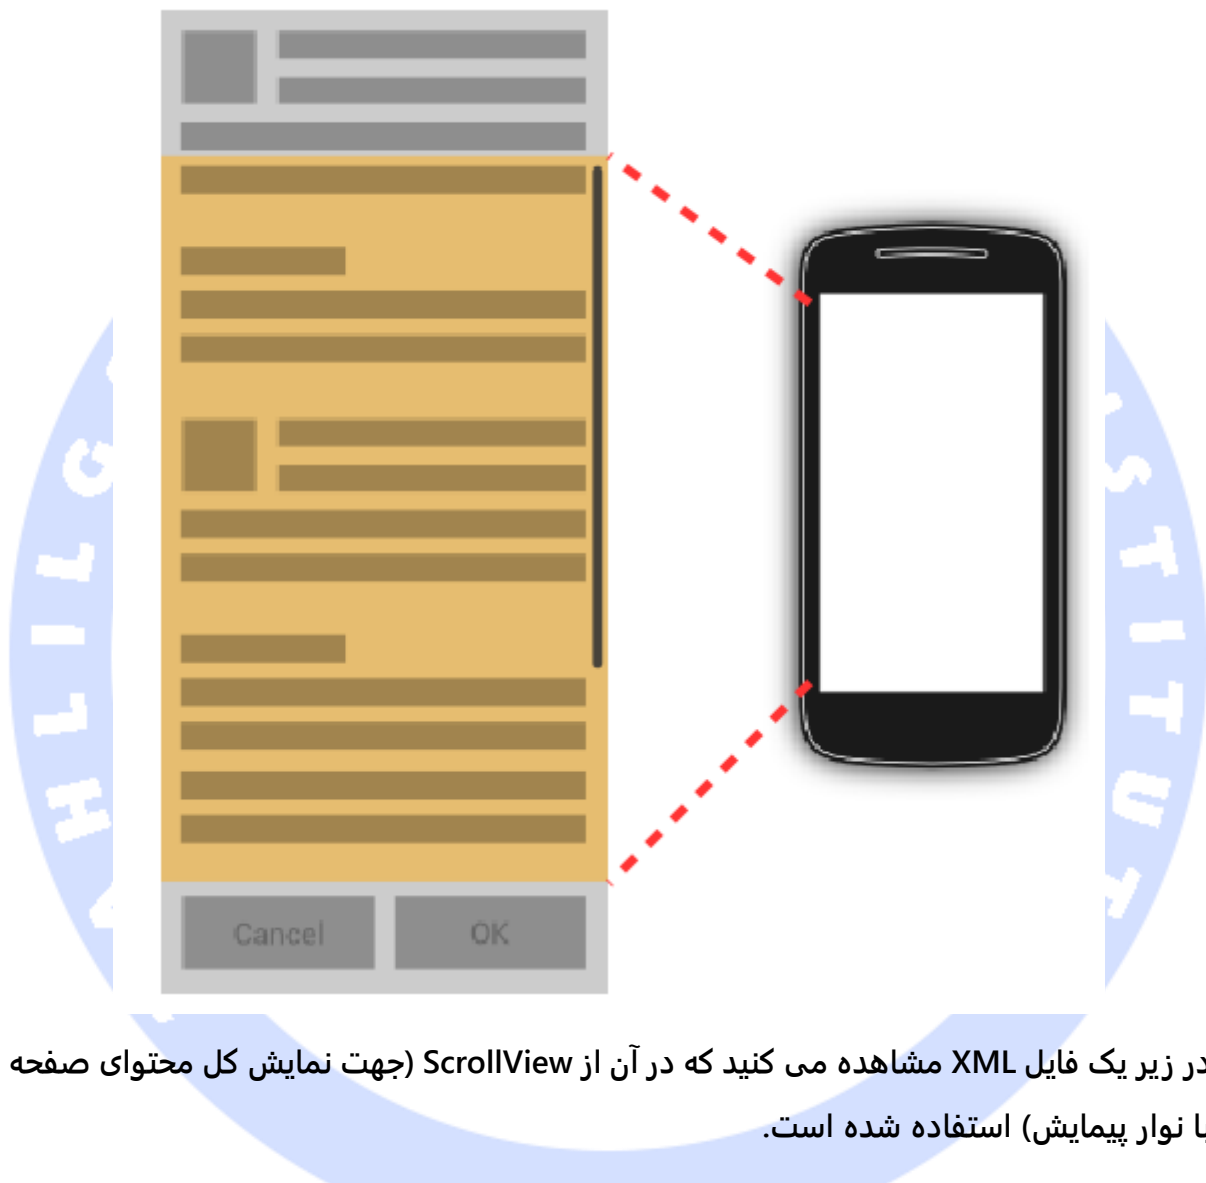 Cancel
OK
در زیر یک فایل XML مشاهده می کنید که در آن از ScrollView (جهت نمایش کل محتوای صفحه
با نوار پیمایش) استفاده شده است.